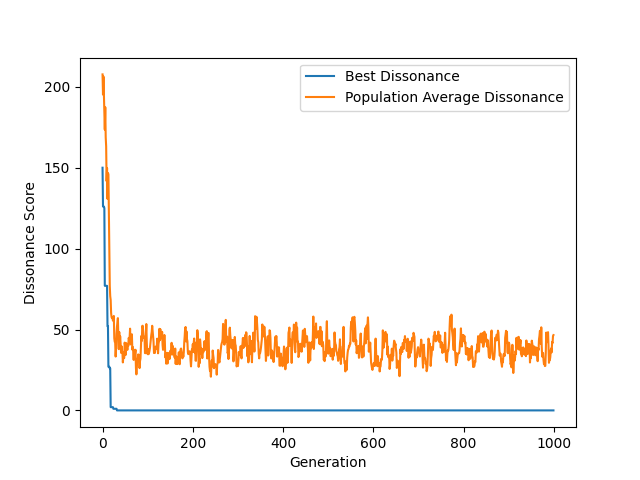 Best Dissonance
Population Average Dissonance
Dissonance Score
200
150
100
50
0
0 200 400 600 800 1000
Generation